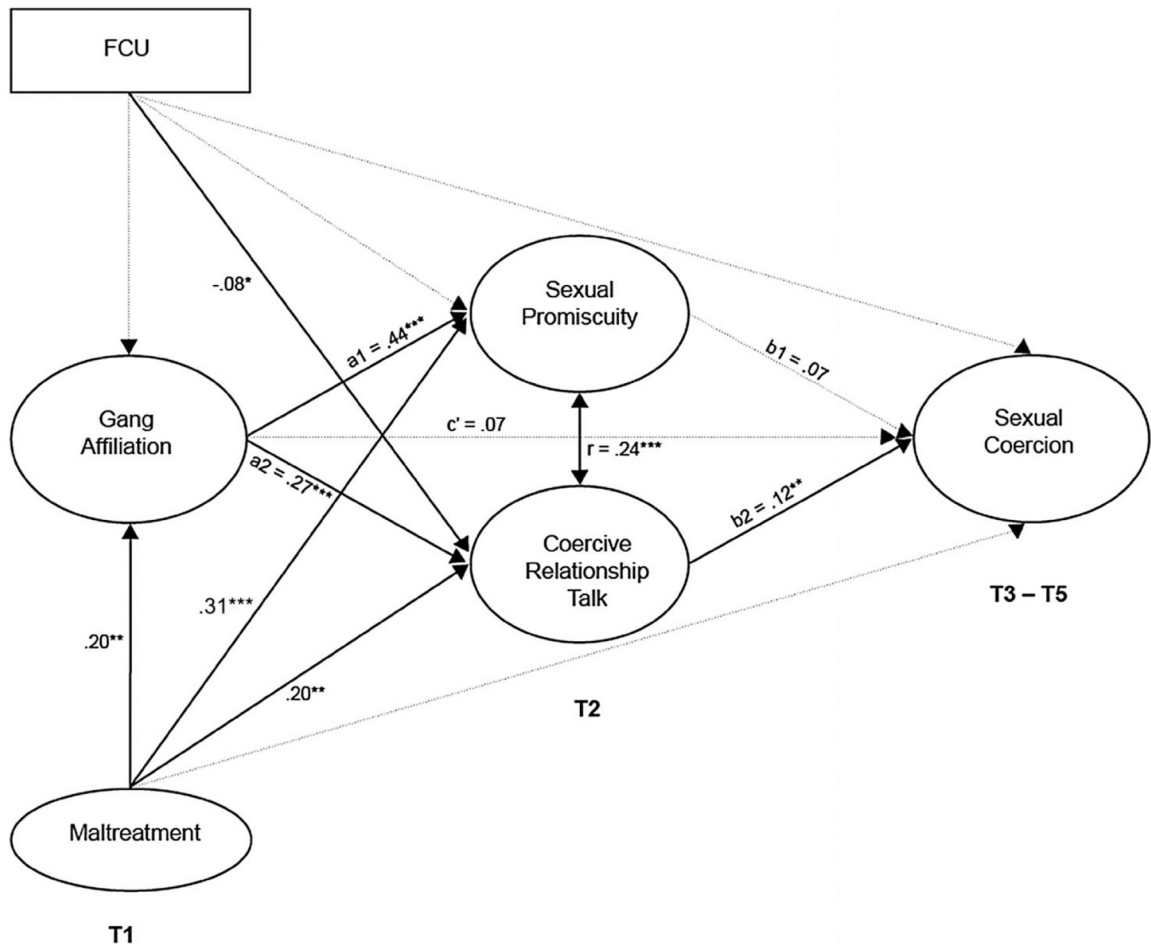 FCU
-.08*
Sexual
Promiscuity
a1 = .44***
b1 = .07
Gang
Affiliation
c' = .07
Sexual
Coercion
r = .24***
a2 = .27***
b2 = .12**
Coercive
Relationship
Talk
T3 – T5
.31***
.20**
.20**
T2
Maltreatment
T1